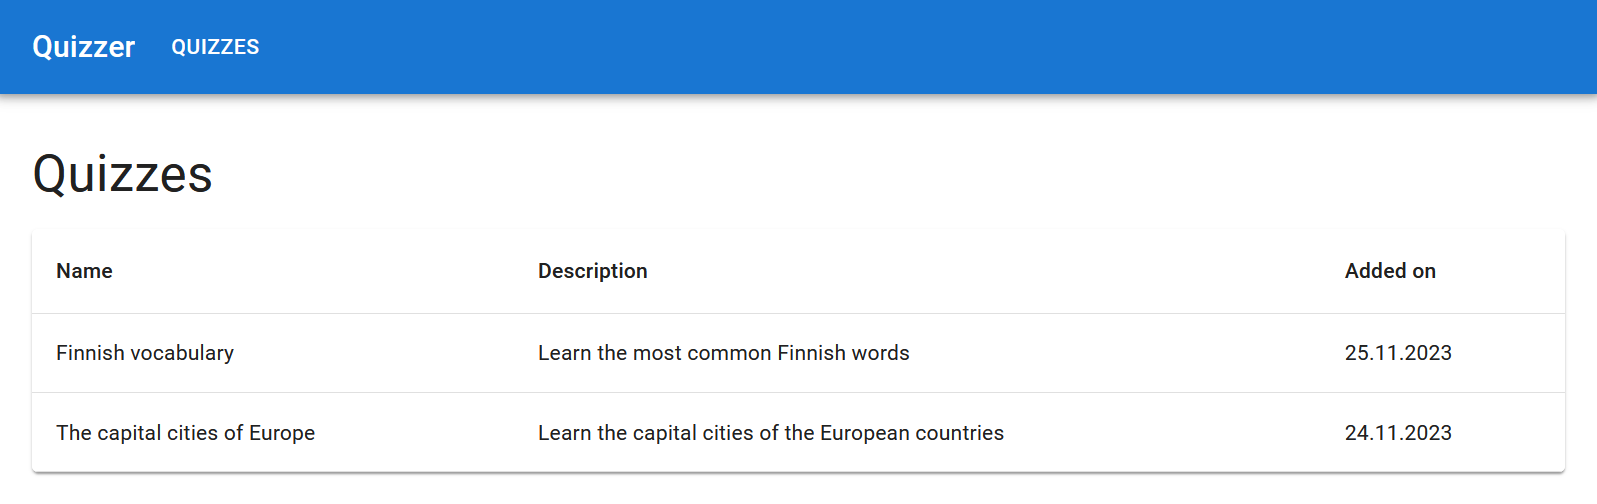 Quizzer QUIZZES
Quizzes
Name Description Added on
Finnish vocabulary Learn the most common Finnish words 25.11.2023
The capital cities of Europe Learn the capital cities of the European countries 24.11.2023